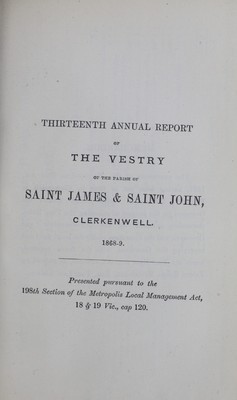 THIRTEENTH ANNUAL REPORT
OF
THE VESTRY
OF THE PARISH OF
SAINT JAMES & SAINT JOHN,
CLERKENWELL.
1868-9.
Presented pursuant to the
198th Section of the Metropolis Local Management Act,
18 & 19 Vic., cap 120.